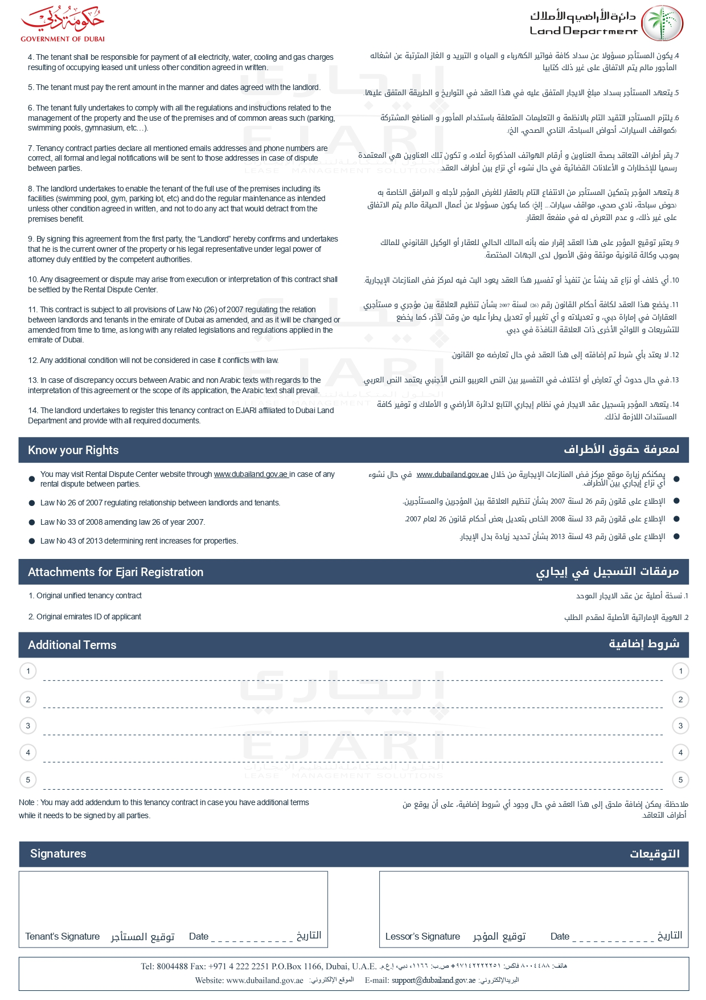 حكومة دبي
GOVERNMENT OF DUBAI
دائرة الأراضي والأملاك
Land Department
4. The tenant shall be responsible for payment of all electricity, water, cooling and gas charges
resulting of occupying leased unit unless other condition agreed in written.
5. The tenant must pay the rent amount in the manner and dates agreed with the landlord.
6. The tenant fully undertakes to comply with all the regulations and instructions related to the
management of the property and the use of the premises and of common areas such (parking,
swimming pools, gymnasium, etc…).
7. Tenancy contract parties declare all mentioned emails addresses and phone numbers are
correct, all formal and legal notifications will be sent to those addresses in case of dispute
between parties.
8. The landlord undertakes to enable the tenant of the full use of the premises including its
facilities (swimming pool, gym, parking lot, etc) and do the regular maintenance as intended
unless other condition agreed in written, and not to do any act that would detract from the
premises benefit.
9. By signing this agreement from the first party, the “Landlord” hereby confirms and undertakes
that he is the current owner of the property or his legal representative under legal power of
attorney duly entitled by the competent authorities.
10. Any disagreement or dispute may arise from execution or interpretation of this contract shall
be settled by the Rental Dispute Center.
11. This contract is subject to all provisions of Law No (26) of 2007 regulating the relation
between landlords and tenants in the emirate of Dubai as amended, and as it will be changed or
amended from time to time, as long with any related legislations and regulations applied in the
emirate of Dubai.
12. Any additional condition will not be considered in case it conflicts with law.
13. In case of discrepancy occurs between Arabic and non Arabic texts with regards to the
interpretation of this agreement or the scope of its application, the Arabic text shall prevail.
14. The landlord undertakes to register this tenancy contract on EJARI affiliated to Dubai Land
Department and provide with all required documents.
4. يكون المستأجر مسؤولا عن سداد كافة فواتير الكهرباء و المياه و التبريد و الغاز المترتبة عن اشغاله
المأجور مالم يتم الاتفاق على غير ذلك كتابيا
5. يتعهد المستأجر بسداد مبلغ الايجار المتفق عليه في هذا العقد في التواريخ و الطريقة المتفق عليها.
6. يلتزم المستأجر التقيد التام بالانظمة و التعليمات المتعلقة باستخدام المأجور و المنافع المشتركة
(كمواقف السيارات، أحواض السباحة، النادي الصحي، الخ).
7. يقر أطراف التعاقد بصحة العناوين و أرقام الهواتف المذكورة أعلاه، و تكون تلك العناوين هي المعتمدة
رسميا للإخطارات و الأعلانات القضائية في حال نشوء أي نزاع بين أطراف العقد.
8. يتعهد المؤجر بتمكين المستأجر من الانتفاع التام بالعقار للغرض المؤجر لأجله و المرافق الخاصة به
(حوض سباحة، نادي صحي، مواقف سيارات.... إلخ) كما يكون مسؤولا عن أعمال الصيانة مالم يتم الاتفاق
على غير ذلك، و عدم التعرض له في منفعة العقار.
9. يعتبر توقيع المؤجر على هذا العقد إقرار منه بأنه المالك الحالي للعقار أو الوكيل القانوني للمالك
بموجب وكالة قانونية موثقة وفق الأصول لدى الجهات المختصة.
10. أي خلاف أو نزاع قد ينشأ عن تنفيذ أو تفسير هذا العقد يعود البت فيه لمركز فض المنازعات الإيجارية.
11. يخضع هذا العقد لكافة أحكام القانون رقم (26) لسنة 2007 بشأن تنظيم العلاقة بين مؤجري و مستأجري
العقارات في إماراة دبي، و تعديلاته و أي تغيير أو تعديل يطرأ عليه من وقت لآخر، كما يخضع
للتشريعات و اللوائح الأخرى ذات العلاقة النافذة في دبي.
12. لا يعتد بأي شرط تم إضافته إلى هذا العقد في حال تعارضه مع القانون.
13. في حال حدوث أي تعارض أو اختلاف في التفسير بين النص العربيو النص الأجنبي يعتمد النص العربي.
14. يتعهد المؤجر بتسجيل عقد الايجار في نظام إيجاري التابع لدائرة الأراضي و الأملاك و توفير كافة
المستندات اللازمة لذلك.
إيجاري
EJARI
الحلول المتكاملة لتنظيم الايجارات
LEASE MANAGEMENT SOLUTIONS
إيجاري
EJARI
الحلول المتكاملة لتنظيم الايجارات
LEASE MANAGEMENT SOLUTIONS
Know your Rights لمعرفة حقوق الأطراف
You may visit Rental Dispute Center website through www.dubailand.gov.ae in case of any
rental dispute between parties.
Law No 26 of 2007 regulating relationship between landlords and tenants.
Law No 33 of 2008 amending law 26 of year 2007.
Law No 43 of 2013 determining rent increases for properties.
يمكنكم زيارة موقع مركز فض المنازعات الإيجارية من خلال www.dubailand.gov.ae في حال نشوء
أي نزاع إيجاري بين الأطراف.
الإطلاع على قانون رقم 26 لسنة 2007 بشأن تنظيم العلاقة بين المؤجرين والمستأجرين.
الإطلاع على قانون رقم 33 لسنة 2008 الخاص بتعديل بعض أحكام قانون 26 لعام 2007.
الإطلاع على قانون رقم 43 لسنة 2013 بشأن تحديد زيادة بدل الإيجار.
Attachments for Ejari Registration مرفقات التسجيل في إيجاري
1. Original unified tenancy contract
2. Original emirates ID of applicant
1. نسخة أصلية عن عقد الايجار الموحد
2. الهوية الإماراتية الأصلية لمقدم الطلب
Additional Terms شروط إضافية
1 1
2 2
3 3
4 4
5 5
إيجاري
EJARI
الحلول المتكاملة لتنظيم الايجارات
LEASE MANAGEMENT SOLUTIONS
Note : You may add addendum to this tenancy contract in case you have additional terms
while it needs to be signed by all parties.
ملاحظة: يمكن إضافة ملحق إلى هذا العقد في حال وجود أي شروط إضافية، على أن يوقع من
أطراف التعاقد.
Signatures التوقيعات
Tenant’s Signature توقيع المستأجر Date _ _ _ _ _ _ _ _ _ _ _ _ التاريخ
Lessor’s Signature توقيع المؤجر Date _ _ _ _ _ _ _ _ _ _ _ _ التاريخ
Tel: 8004488 Fax: +971 4 222 2251 P.O.Box 1166, Dubai, U.A.E. هاتف: ٨٠٠٤٤٨٨ فاكس: ٩٧١٤٢٢٢٢٢٥١+ ص.ب: ١١٦٦، دبي، إ.ع.م.
Website: www.dubailand.gov.ae الموقع الإلكتروني: E-mail: support@dubailand.gov.ae البريدالإلكتروني: